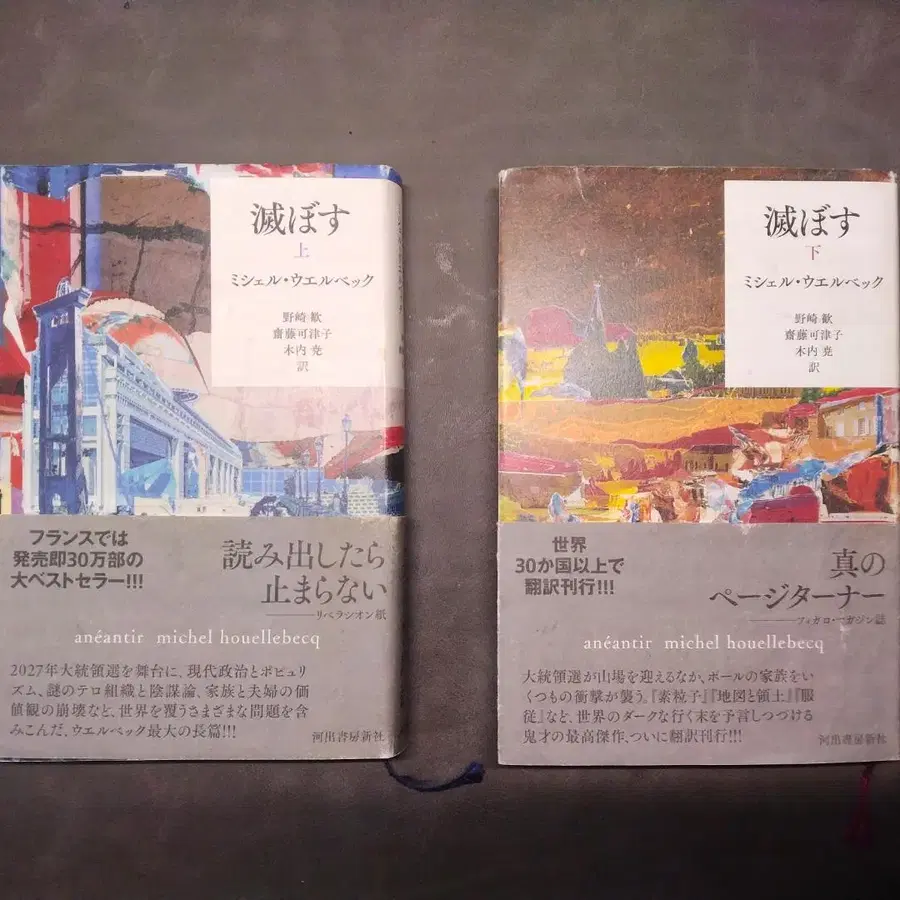 滅ぼす
上
ミシェル・ウエルベック
野崎 歓
齋藤可津子
木内 尭
訳
フランスでは
発売即30万部の
大ベストセラー!!!
読み出したら
止まらない
──リベラシオン紙
anéantir michel houellebecq
2027年大統領選を舞台に、現代政治とポピュリ
ズム、謎のテロ組織と陰謀論、家族と夫婦の価
値観の崩壊など、世界を覆うさまざまな問題を含
みこんだ、ウエルベック最大の長篇!!!
河出書房新社
滅ぼす
下
ミシェル・ウエルベック
野崎 歓
齋藤可津子
木内 尭
訳
世界
30か国以上で
翻訳刊行!!!
真の
ページターナー
──フィガロ・マガジン誌
anéantir michel houellebecq
大統領選が山場を迎えるなか、ポールの家族をい
くつもの衝撃が襲う。『素粒子』『地図と領土』『服
従』など、世界のダークな行く末を予言しつづける
鬼才の最高傑作、ついに翻訳刊行!!!
河出書房新社